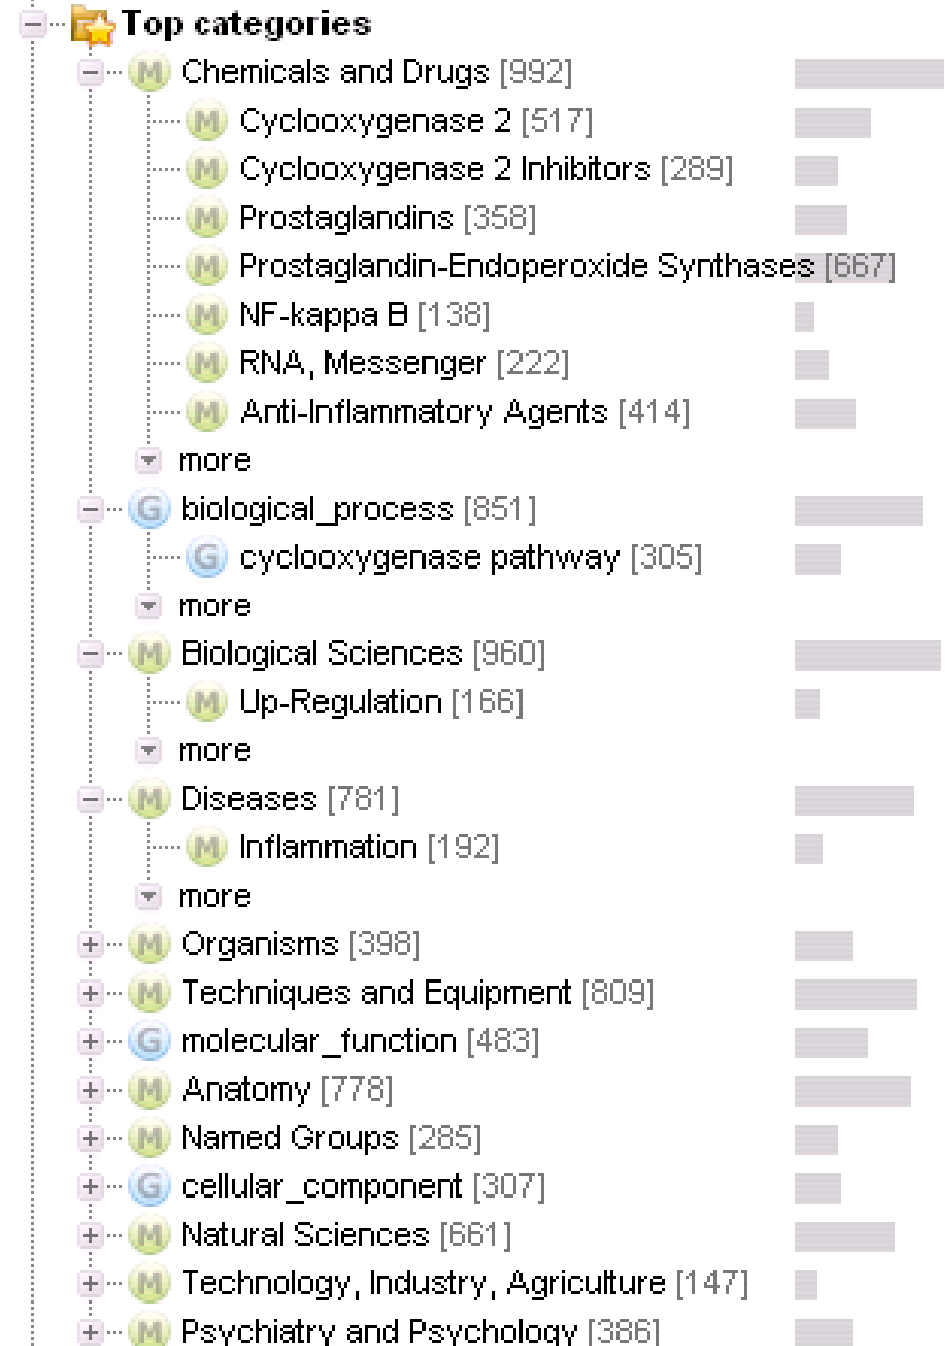 Top categories
M Chemicals and Drugs [992]
M Cyclooxygenase 2 [517]
M Cyclooxygenase 2 Inhibitors [289]
M Prostaglandins [358]
M Prostaglandin-Endoperoxide Synthases [667]
M NF-kappa B [138]
M RNA, Messenger [222]
M Anti-Inflammatory Agents [414]
more
G biological_process [851]
G cyclooxygenase pathway [305]
more
M Biological Sciences [960]
M Up-Regulation [166]
more
M Diseases [781]
M Inflammation [192]
more
M Organisms [398]
M Techniques and Equipment [809]
G molecular_function [483]
M Anatomy [778]
M Named Groups [285]
G cellular_component [307]
M Natural Sciences [661]
M Technology, Industry, Agriculture [147]
M Psychiatry and Psychology [386]